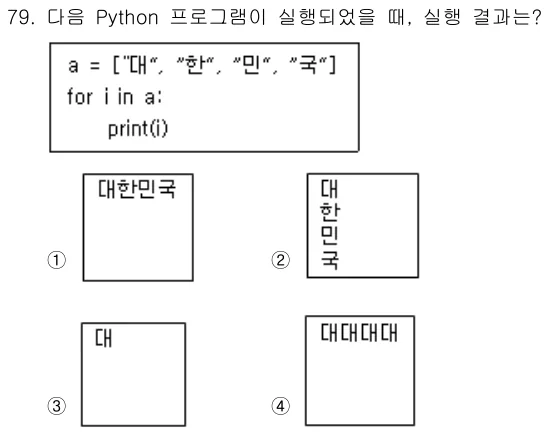 79. 다음 Python 프로그램이 실행되었을 때, 실행 결과는?
a = ["대", "한", "민", "국"]
for i in a:
    print(i)
① 대한민국
② 대
한
민
국
③ 대
④ 대대대대